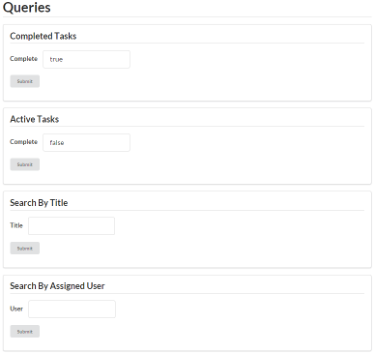 Queries
Completed Tasks
Complete true
Submit
Active Tasks
Complete false
Submit
Search By Title
Title
Submit
Search By Assigned User
User
Submit